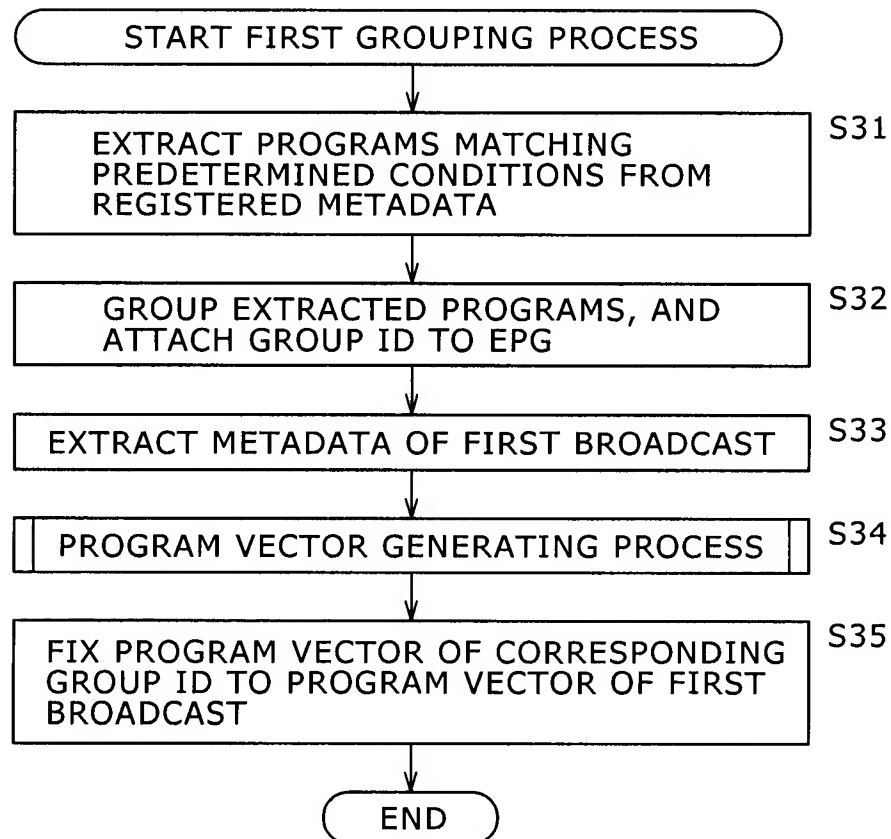 START FIRST GROUPING PROCESS
S31
EXTRACT PROGRAMS MATCHING
PREDETERMINED CONDITIONS FROM
REGISTERED METADATA
S32
GROUP EXTRACTED PROGRAMS, AND
ATTACH GROUP ID TO EPG
S33
EXTRACT METADATA OF FIRST BROADCAST
S34
PROGRAM VECTOR GENERATING PROCESS
S35
FIX PROGRAM VECTOR OF CORRESPONDING
GROUP ID TO PROGRAM VECTOR OF FIRST
BROADCAST
END